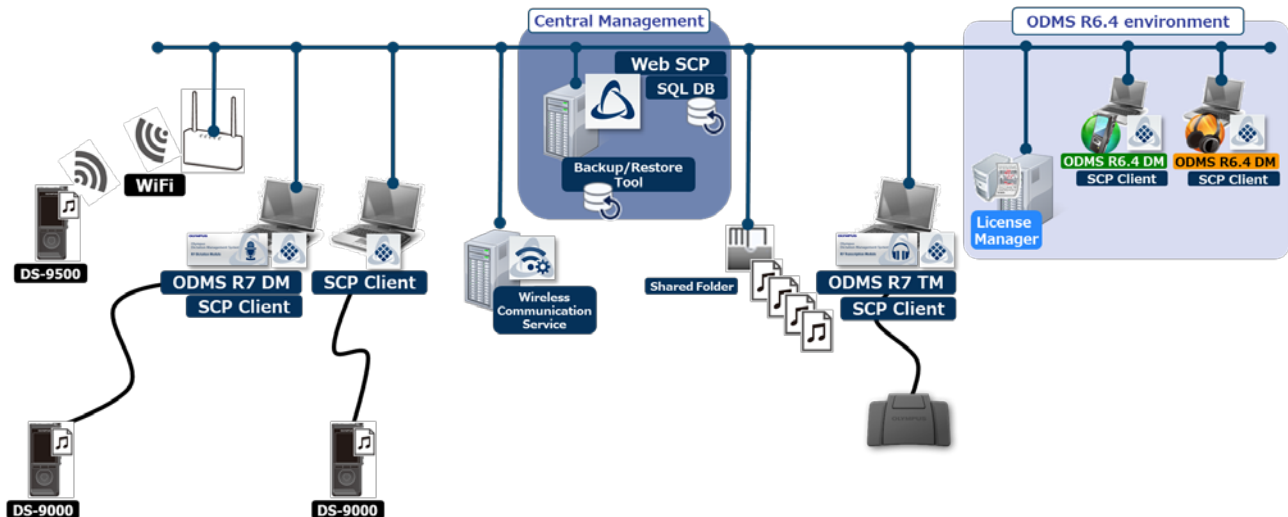 Central Management
ODMS R6.4 environment
Web SCP
SQL DB
Backup/Restore
Tool
WiFi
DS-9500
ODMS R7 DM
SCP Client
SCP Client
Wireless
Communication
Service
Shared Folder
ODMS R7 TM
SCP Client
License
Manager
ODMS R6.4 DM
SCP Client
ODMS R6.4 DM
SCP Client
OLYMPUS
DS-9000
DS-9000